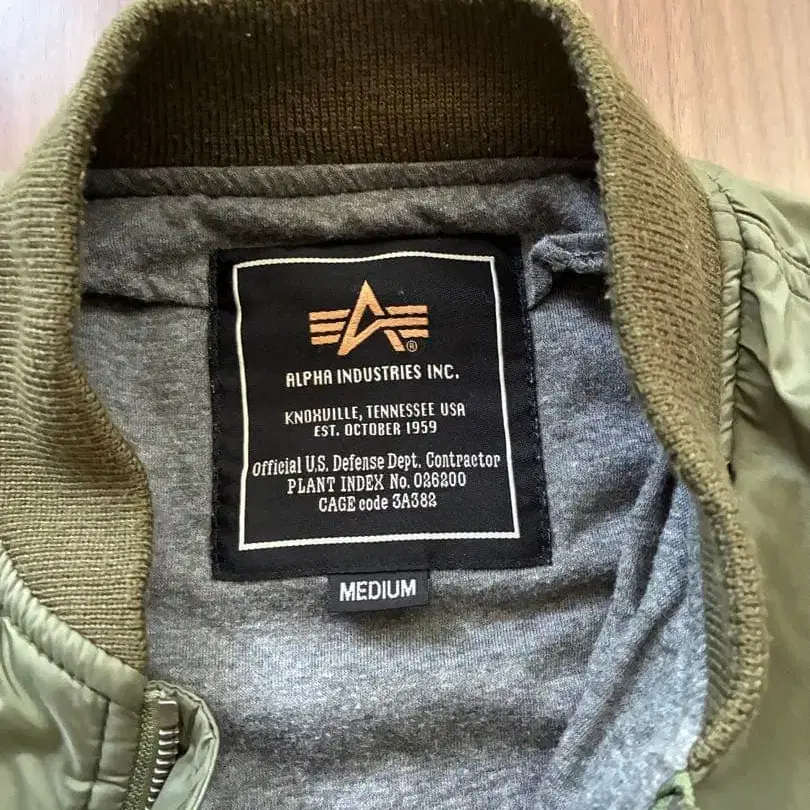 ®
ALPHA INDUSTRIES INC.
KNOXVILLE, TENNESSEE USA
EST. OCTOBER 1959
Official U.S. Defense Dept. Contractor
PLANT INDEX No. 026200
CAGE code 3A382
MEDIUM